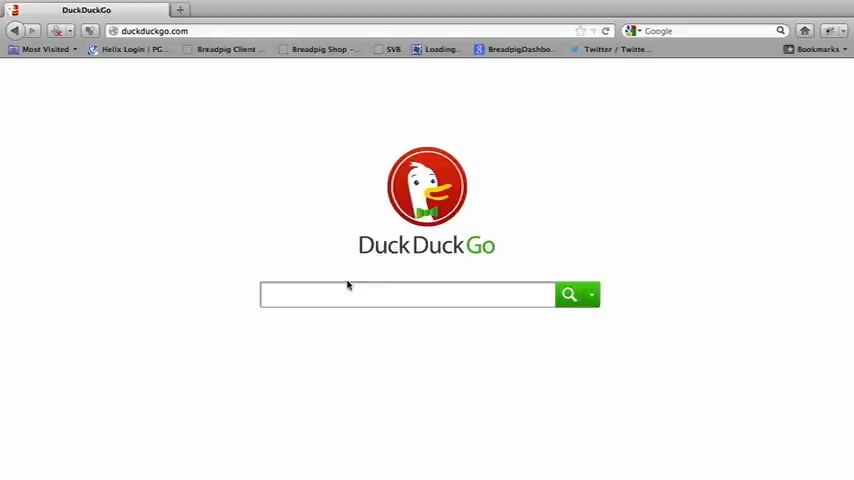 DuckDuckGo
duckduckgo.com
Google
Most Visited
Helix Login | PG...
Breadpig Client ...
Breadpig Shop -...
SVB
Loading...
BreadpigDashbo...
Twitter / Twitte...
Bookmarks
DuckDuckGo